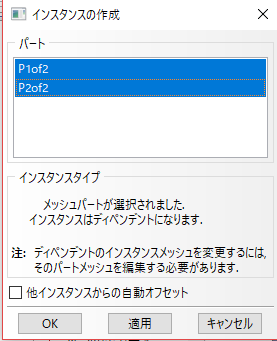 インスタンスの作成
パート
P1of2
P2of2
インスタンスタイプ
メッシュパートが選択されました.
インスタンスはディペンデントになります.
注: ディペンデントのインスタンスメッシュを変更するには,
そのパートメッシュを編集する必要があります.
他インスタンスからの自動オフセット
OK 適用 キャンセル